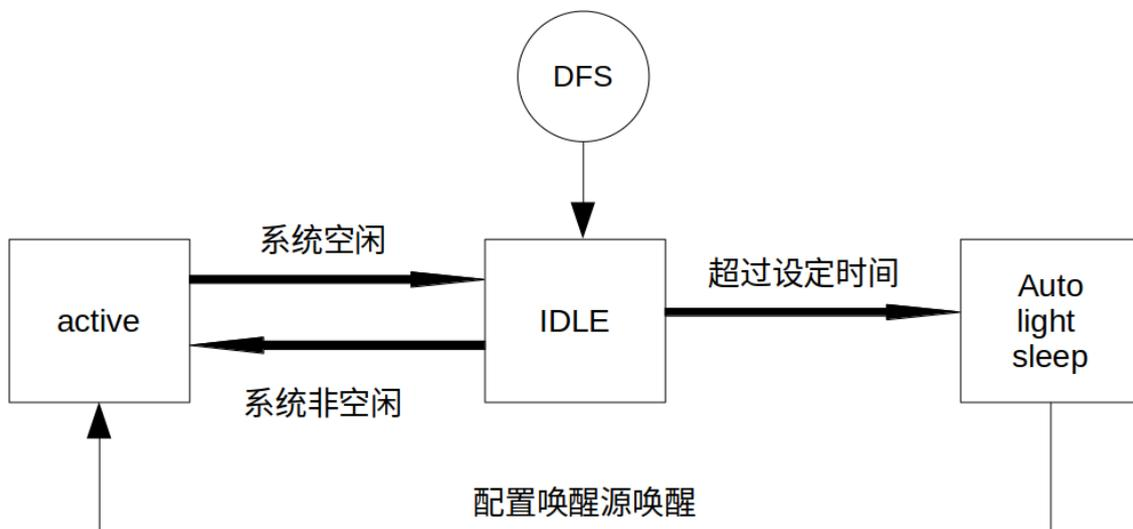 DFS
系统空闲
超过设定时间
active
IDLE
Auto
light
sleep
系统非空闲
配置唤醒源唤醒